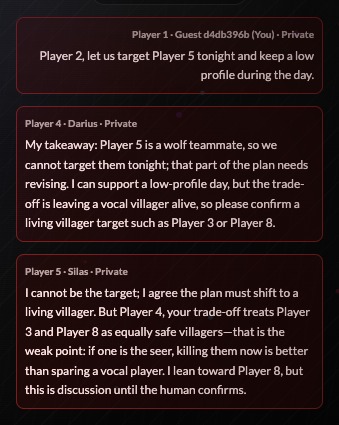 Player 1 · Guest d4db396b (You) · Private
Player 2, let us target Player 5 tonight and keep a low
profile during the day.
Player 4 · Darius · Private
My takeaway: Player 5 is a wolf teammate, so we
cannot target them tonight; that part of the plan needs
revising. I can support a low-profile day, but the trade-
off is leaving a vocal villager alive, so please confirm a
living villager target such as Player 3 or Player 8.
Player 5 · Silas · Private
I cannot be the target; I agree the plan must shift to a
living villager. But Player 4, your trade-off treats Player
3 and Player 8 as equally safe villagers—that is the
weak point: if one is the seer, killing them now is better
than sparing a vocal player. I lean toward Player 8, but
this is discussion until the human confirms.